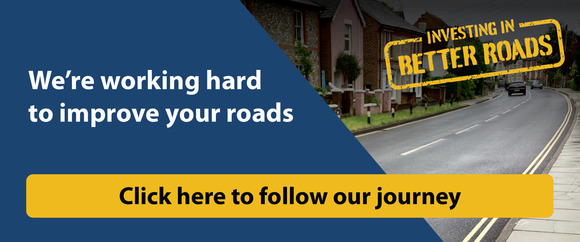 INVESTING IN
BETTER ROADS
We're working hard
to improve your roads
Click here to follow our journey